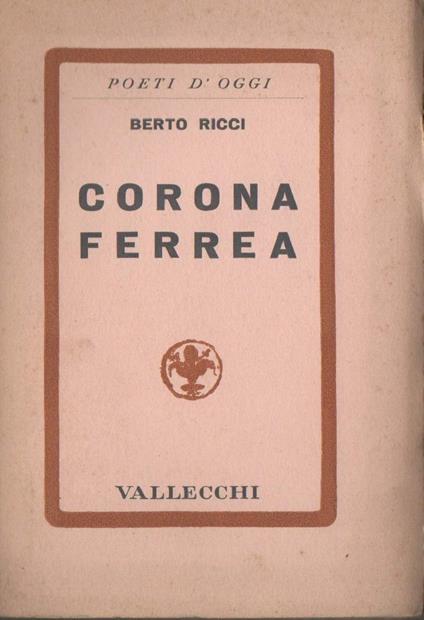 POETI D'OGGI
BERTO RICCI
CORONA
FERREA
VALLECCHI